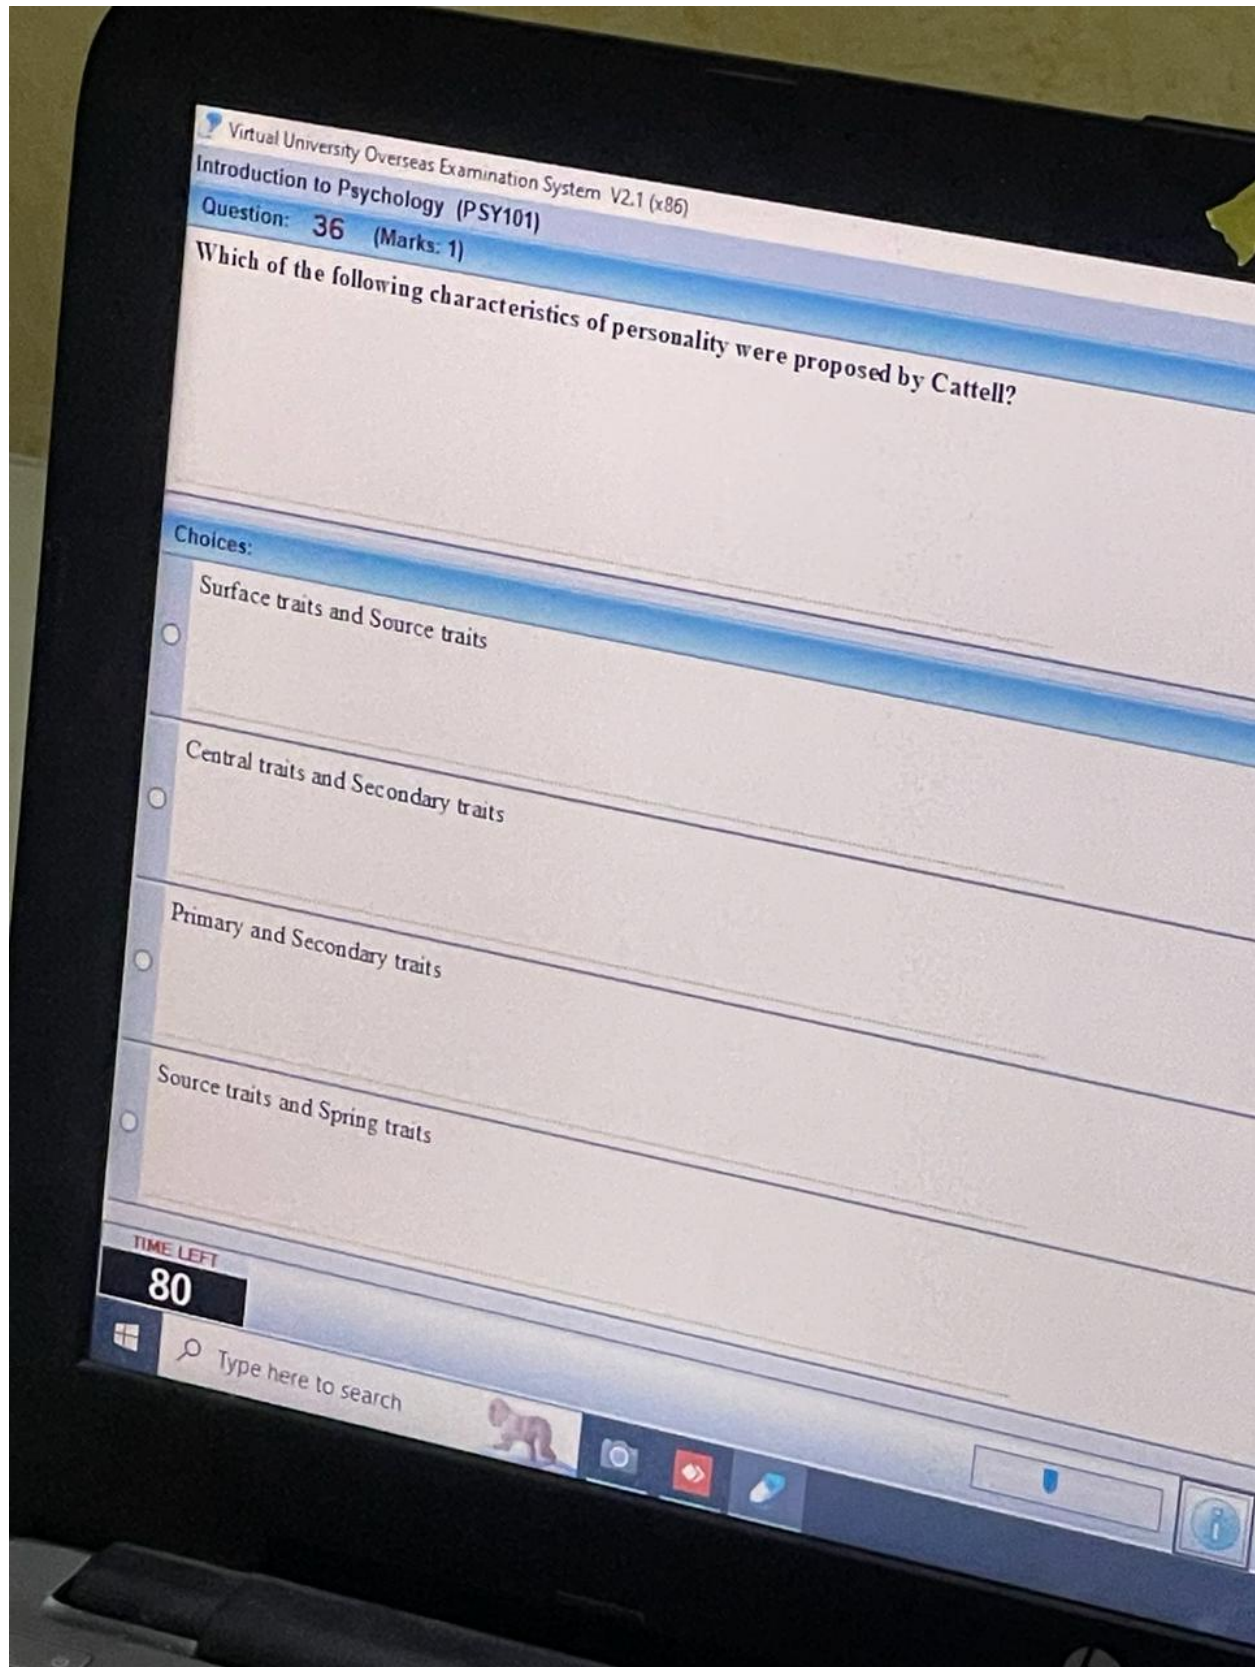 Virtual University Overseas Examination System V2.1 (x86)
Introduction to Psychology (PSY101)
Question: 36 (Marks: 1)
Which of the following characteristics of personality were proposed by Cattell?
Choices:
Surface traits and Source traits
Central traits and Secondary traits
Primary and Secondary traits
Source traits and Spring traits
TIME LEFT
80
Type here to search